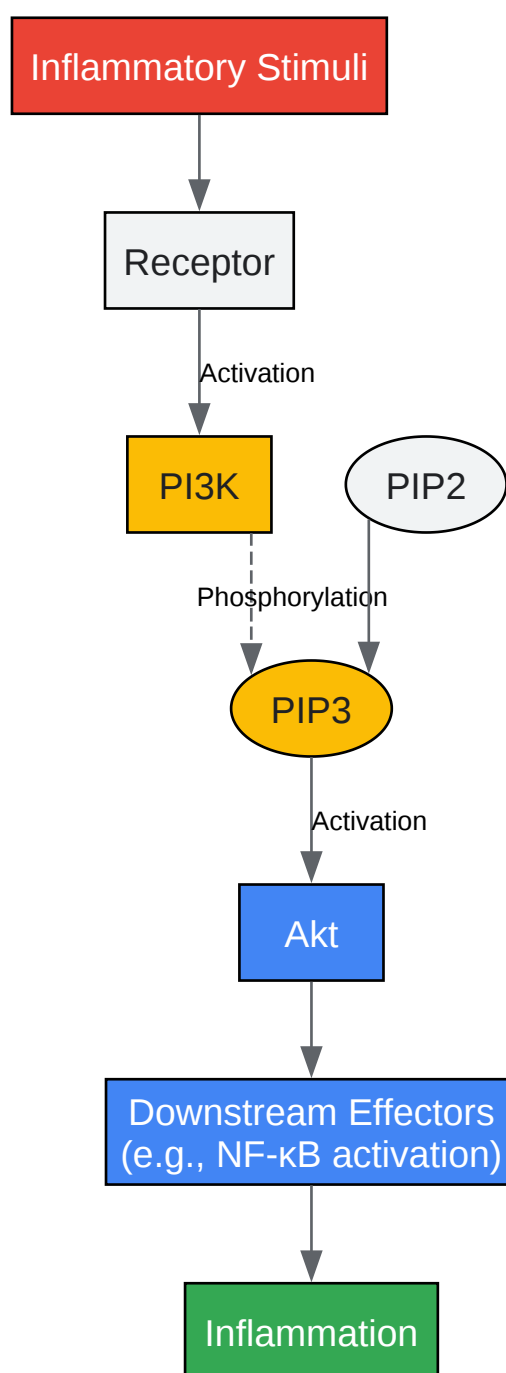 Inflammatory Stimuli
Receptor
Activation
PI3K
PIP2
Phosphorylation
PIP3
Activation
Akt
Downstream Effectors
(e.g., NF-κB activation)
Inflammation